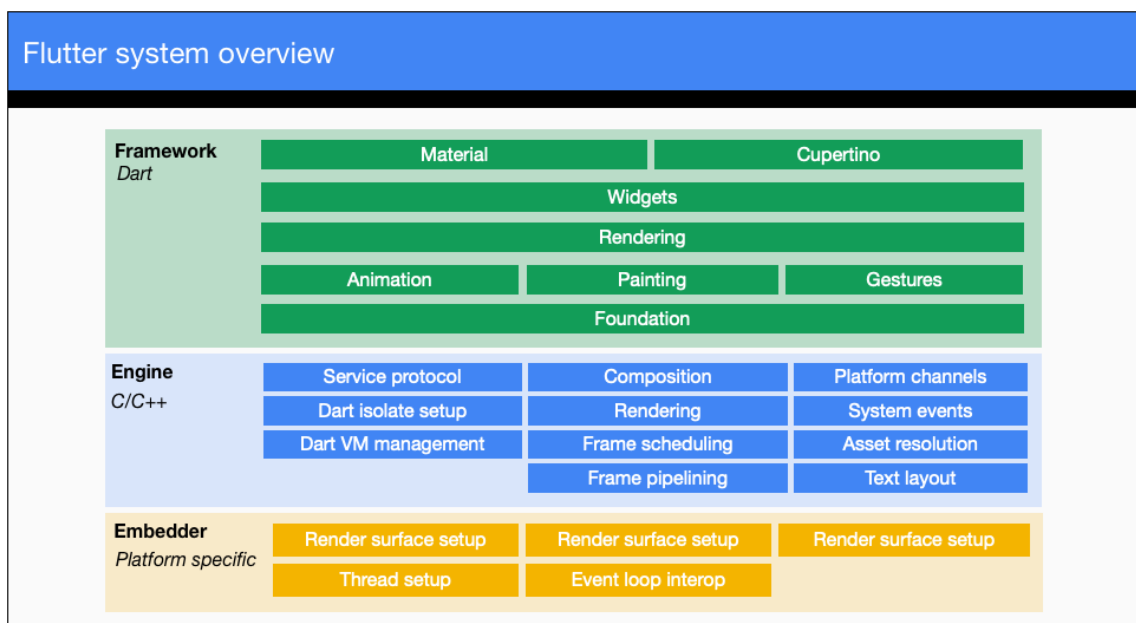 Flutter system overview
Framework
Dart
Material Cupertino
Widgets
Rendering
Animation Painting Gestures
Foundation
Engine
C/C++
Service protocol Composition Platform channels
Dart isolate setup Rendering System events
Dart VM management Frame scheduling Asset resolution
Frame pipelining Text layout
Embedder
Platform specific
Render surface setup Render surface setup Render surface setup
Thread setup Event loop interop